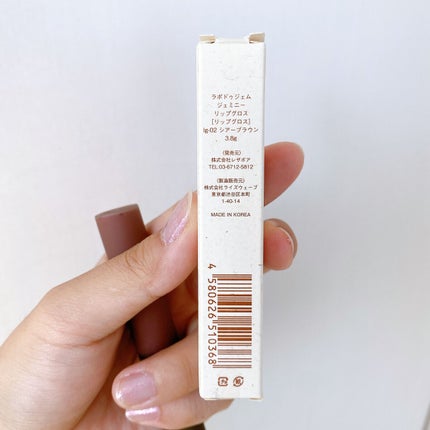 ラボドゥジェム
ジェミニー
リップグロス
[リップグロス]
lg-02 シアーブラウン
3.8g
(発売元)
株式会社レザボア
TEL:03-6712-5812
(製造販売元)
株式会社ライズウェーブ
東京都渋谷区本町
1-40-14
MADE IN KOREA
4 580626 510368